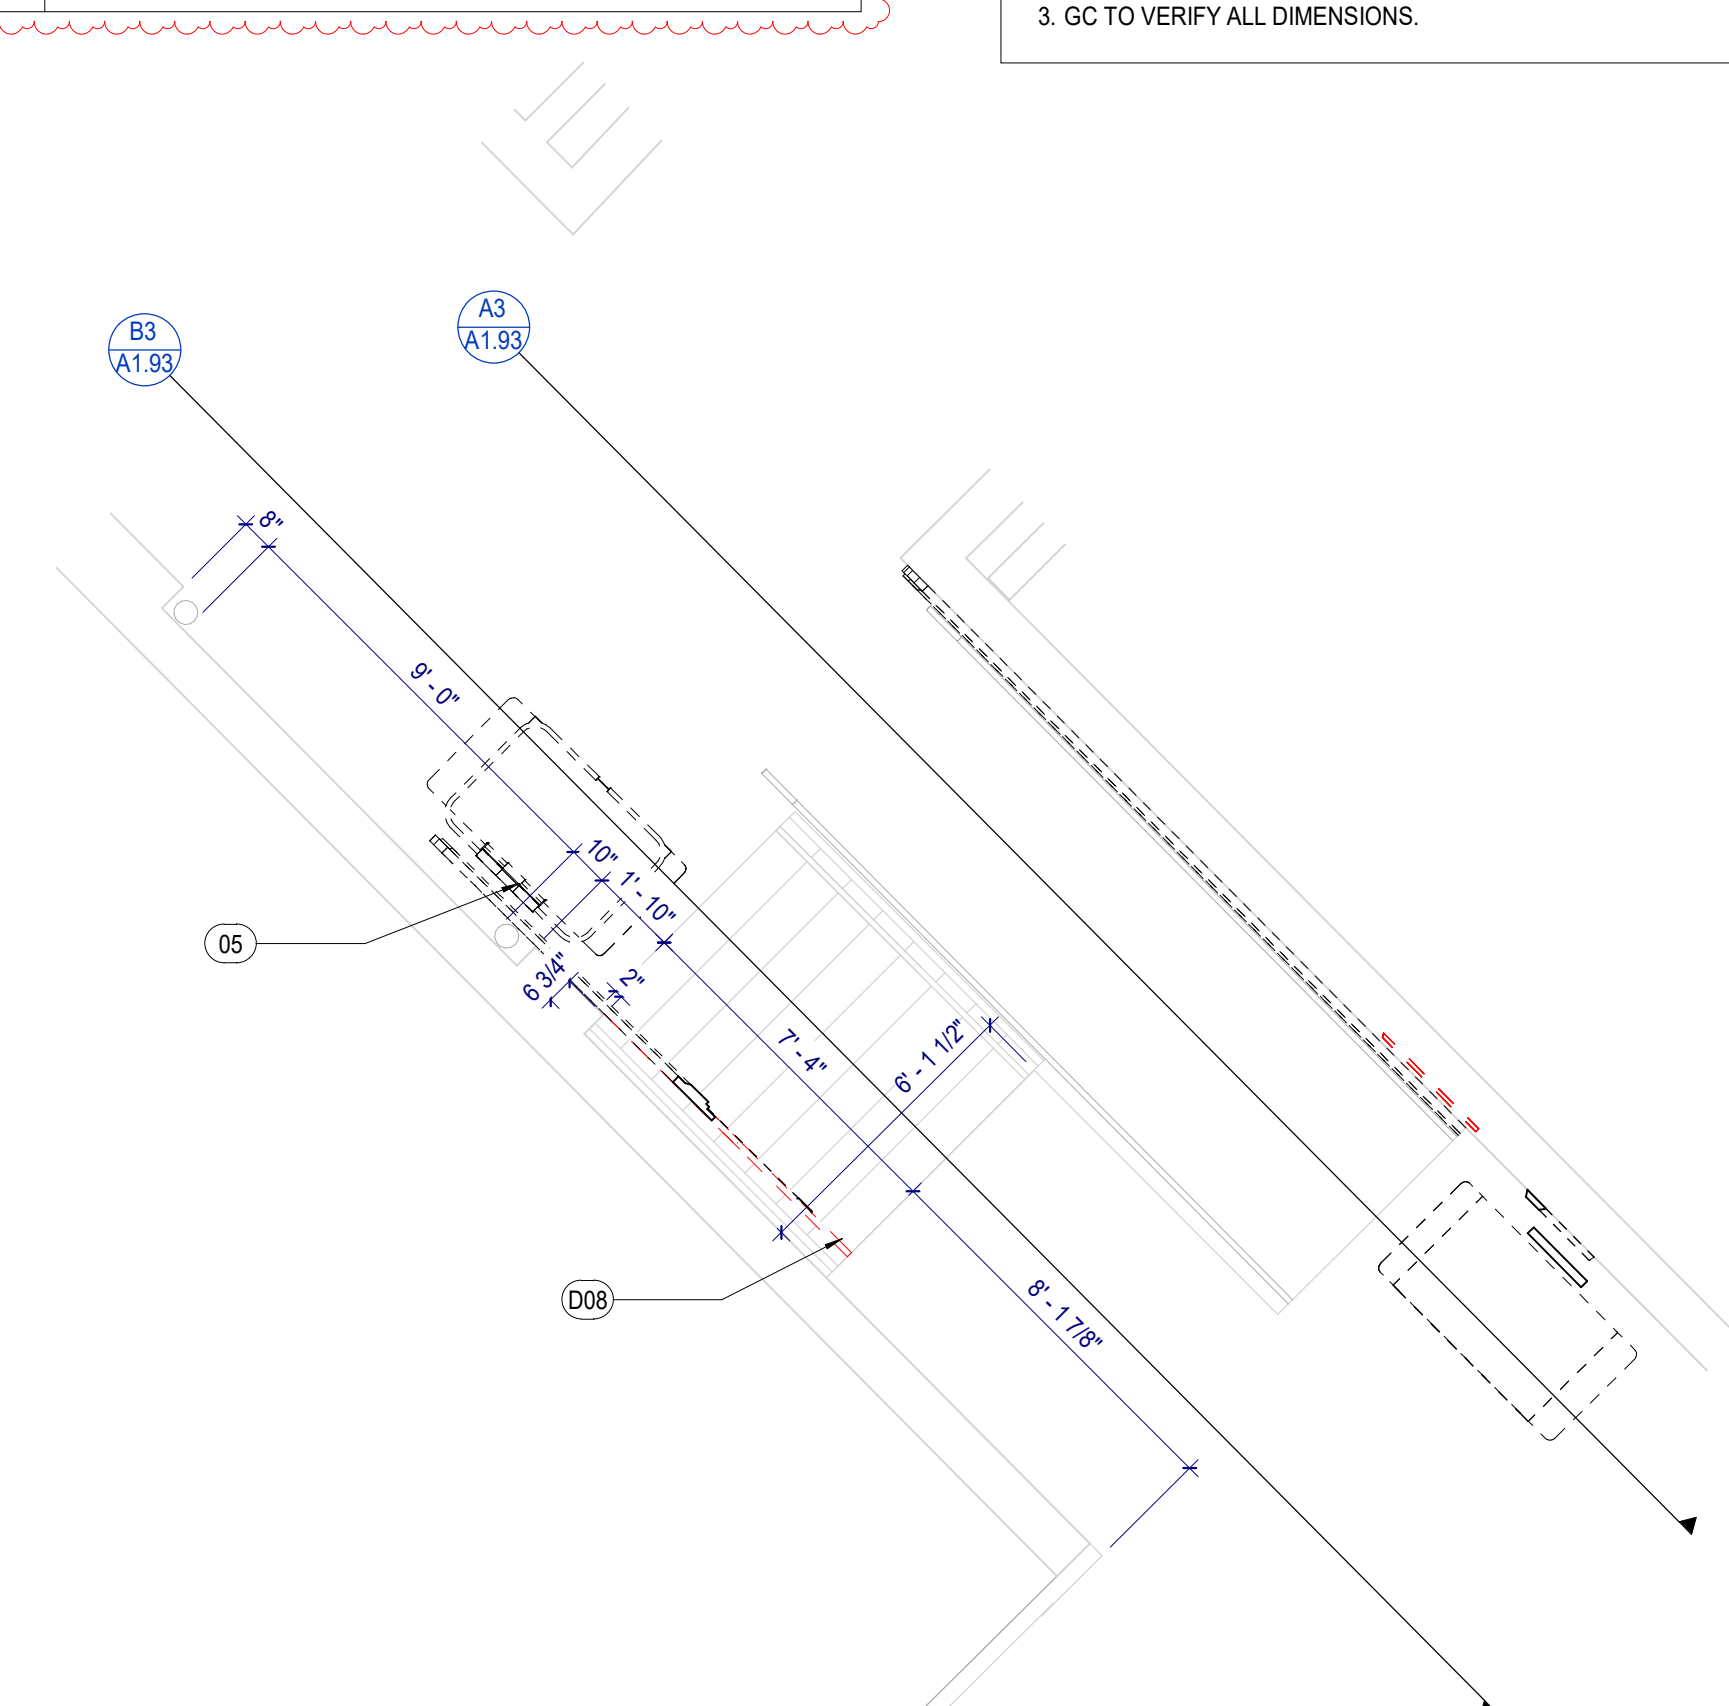 3. GC TO VERIFY ALL DIMENSIONS.
A3
A1.93
B3
A1.93
8"
9' - 0"
10"
1' - 10"
05
6 3/4"
2"
7' - 4"
6' - 1 1/2"
D08
8' - 1 7/8"